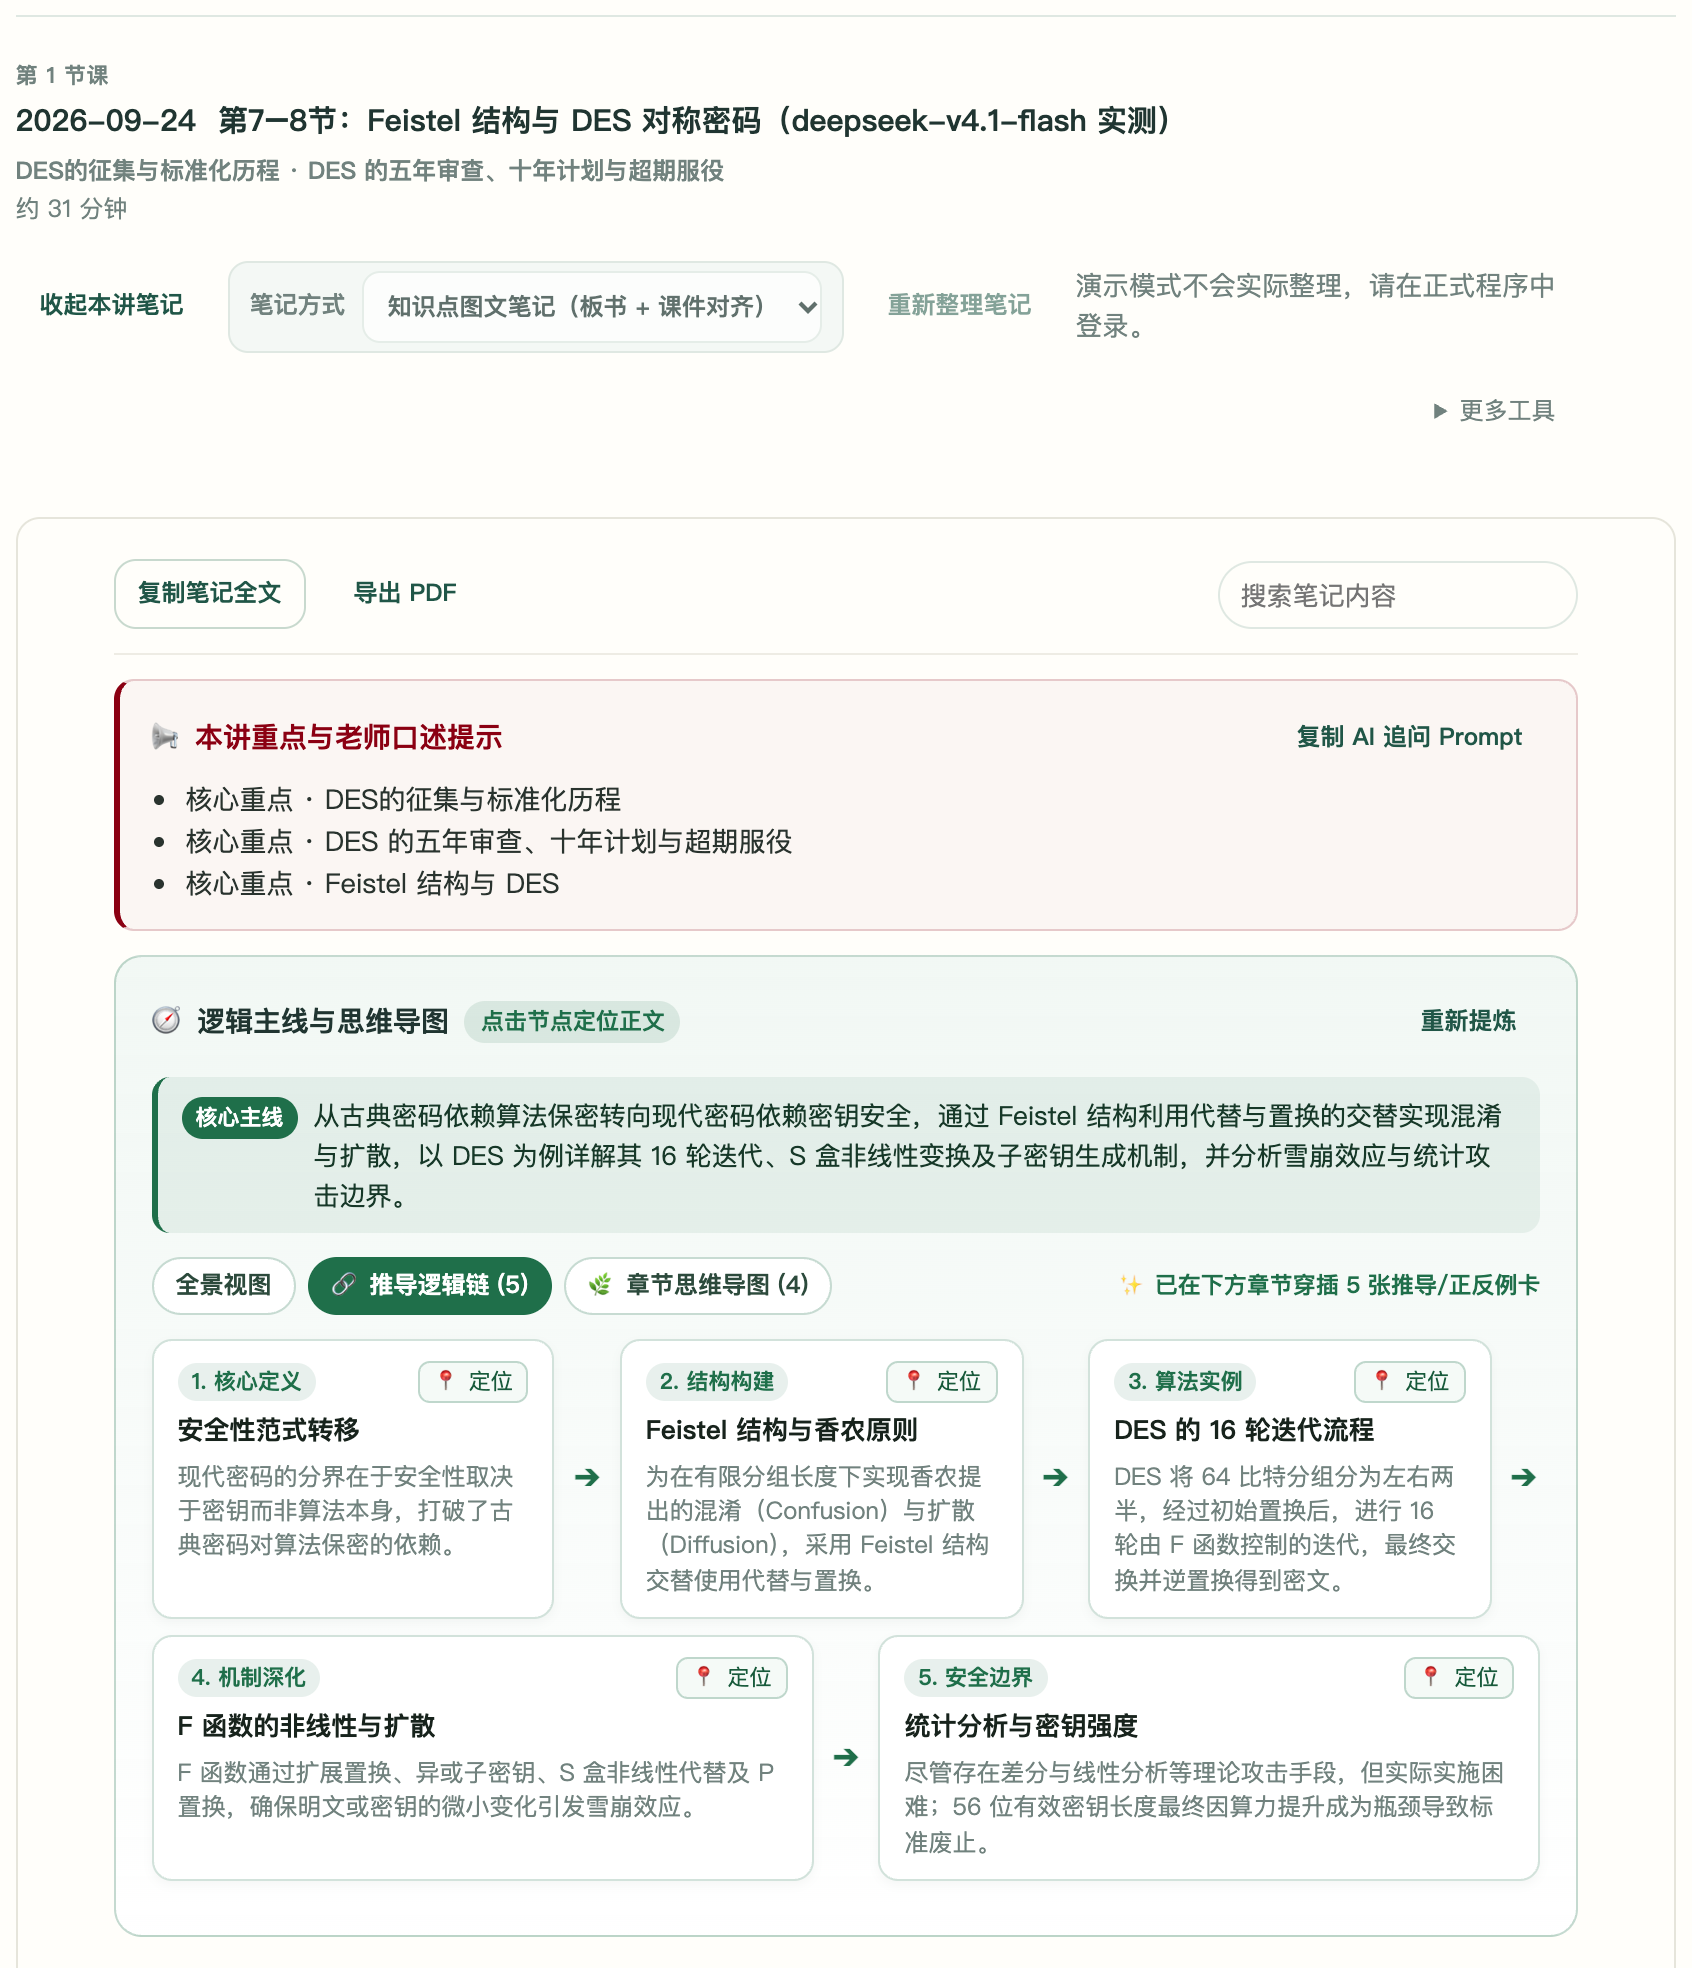 第 1 节课
2026-09-24 第7—8节：Feistel 结构与 DES 对称密码（deepseek-v4.1-flash 实测）
DES的征集与标准化历程 · DES 的五年审查、十年计划与超期服役
约 31 分钟
收起本讲笔记
笔记方式
知识点图文笔记（板书 + 课件对齐）
重新整理笔记
演示模式不会实际整理，请在正式程序中
登录。
更多工具
复制笔记全文
导出 PDF
搜索笔记内容
本讲重点与老师口述提示
复制 AI 追问 Prompt
核心重点 · DES的征集与标准化历程
核心重点 · DES 的五年审查、十年计划与超期服役
核心重点 · Feistel 结构与 DES
逻辑主线与思维导图
点击节点定位正文
重新提炼
核心主线
从古典密码依赖算法保密转向现代密码依赖密钥安全，通过 Feistel 结构利用代替与置换的交替实现混淆
与扩散，以 DES 为例详解其 16 轮迭代、S 盒非线性变换及子密钥生成机制，并分析雪崩效应与统计攻
击边界。
全景视图
推导逻辑链 (5)
章节思维导图 (4)
已在下方章节穿插 5 张推导/正反例卡
1. 核心定义
定位
安全性范式转移
现代密码的分界在于安全性取决
于密钥而非算法本身，打破了古
典密码对算法保密的依赖。
2. 结构构建
定位
Feistel 结构与香农原则
为在有限分组长度下实现香农提
出的混淆（Confusion）与扩散
（Diffusion），采用 Feistel 结构
交替使用代替与置换。
3. 算法实例
定位
DES 的 16 轮迭代流程
DES 将 64 比特分组分为左右两
半，经过初始置换后，进行 16
轮由 F 函数控制的迭代，最终交
换并逆置换得到密文。
4. 机制深化
定位
F 函数的非线性与扩散
F 函数通过扩展置换、异或子密钥、S 盒非线性代替及 P
置换，确保明文或密钥的微小变化引发雪崩效应。
5. 安全边界
定位
统计分析与密钥强度
尽管存在差分与线性分析等理论攻击手段，但实际实施困
难；56 位有效密钥长度最终因算力提升成为瓶颈导致标
准废止。